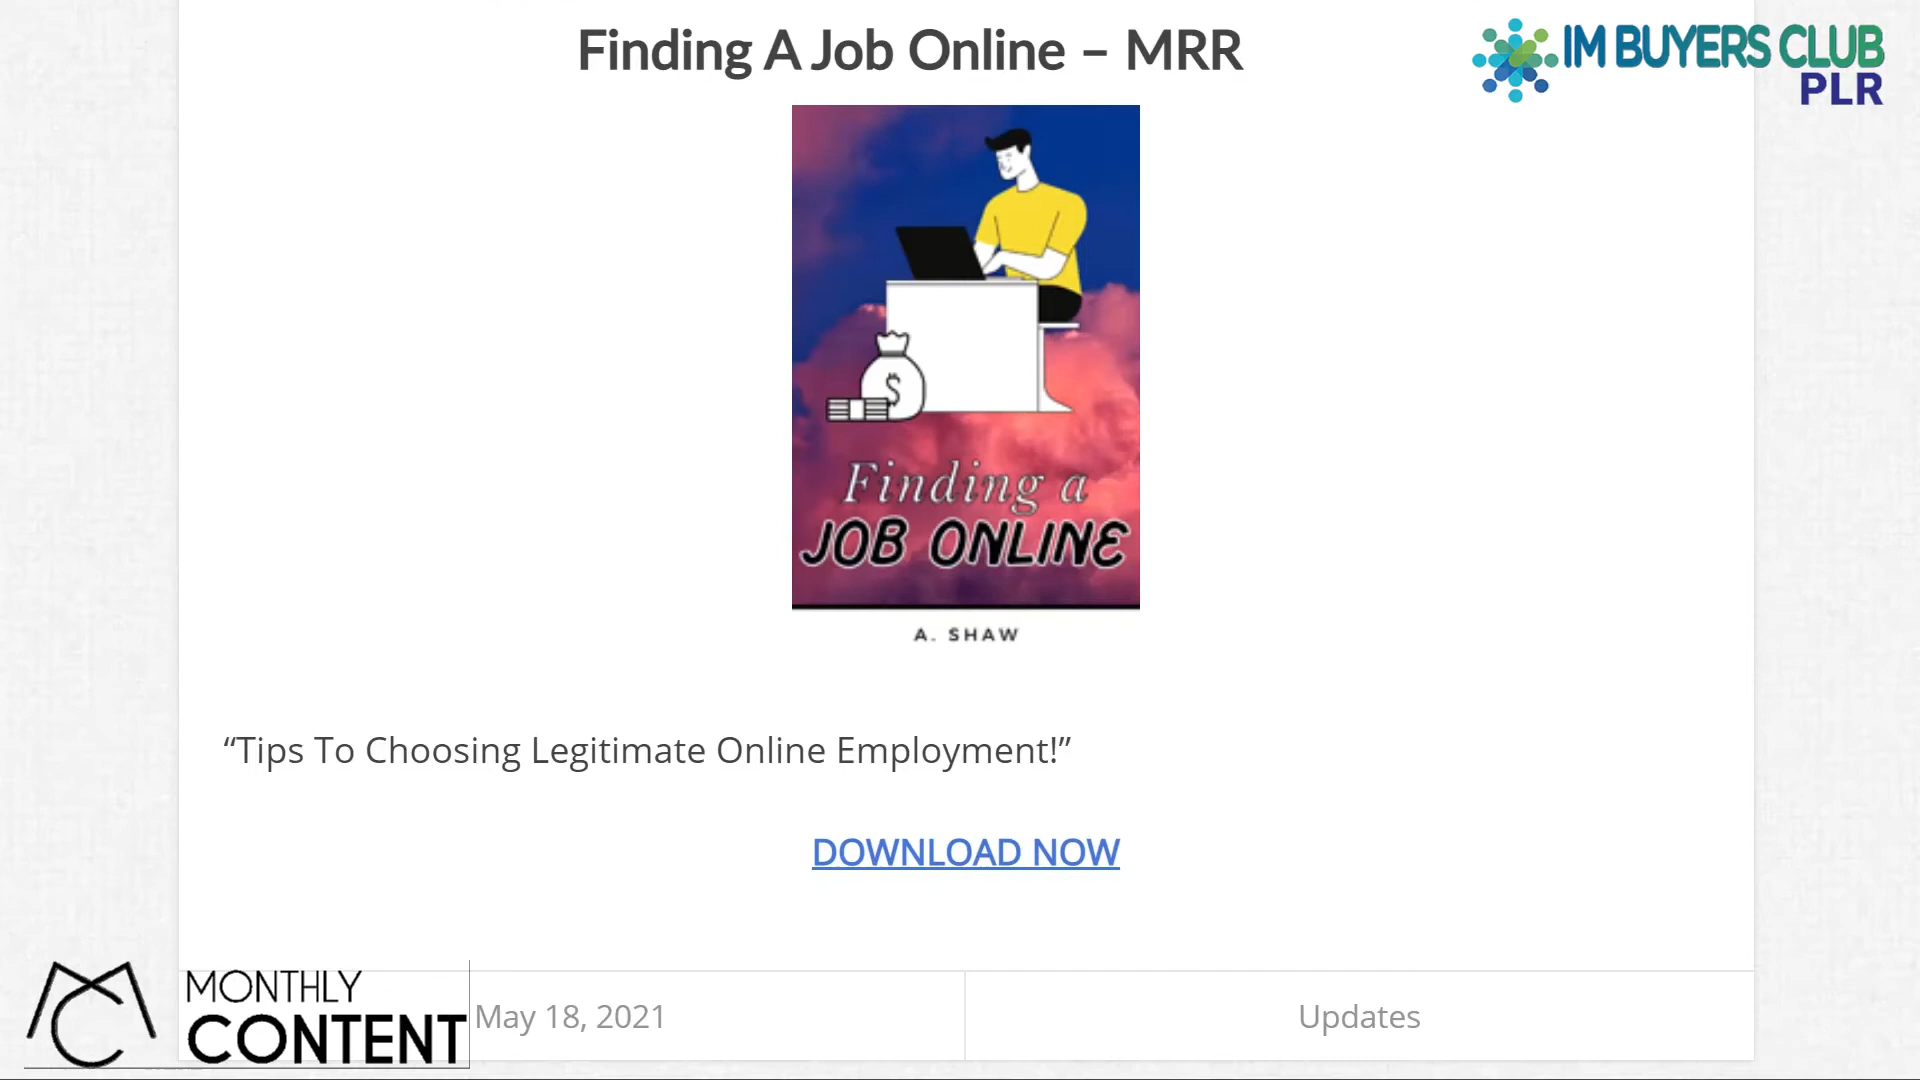 Finding A Job Online – MRR
IM BUYERS CLUB
PLR
$
Finding a
JOB ONLINE
A. SHAW
“Tips To Choosing Legitimate Online Employment!”
DOWNLOAD NOW
MC
MONTHLY
CONTENT
May 18, 2021
Updates